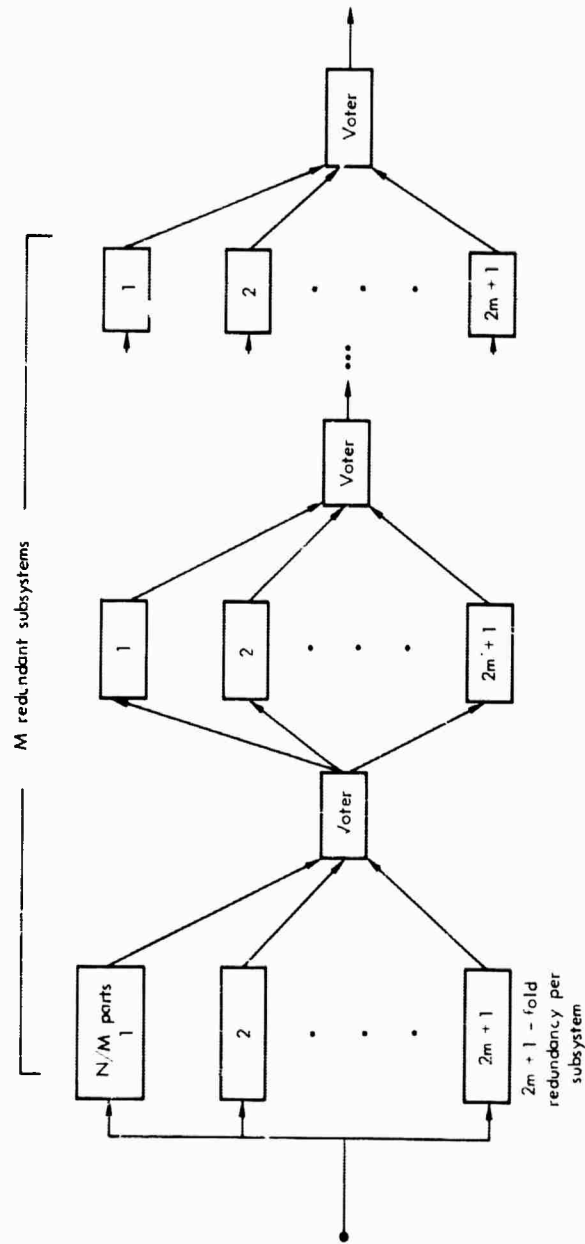 M redundant subsystems
N/M parts
1
2
2m + 1
2m + 1 - fold
redundancy per
subsystem
Voter
1
2
2m + 1
Voter
...
1
2
2m + 1
Voter